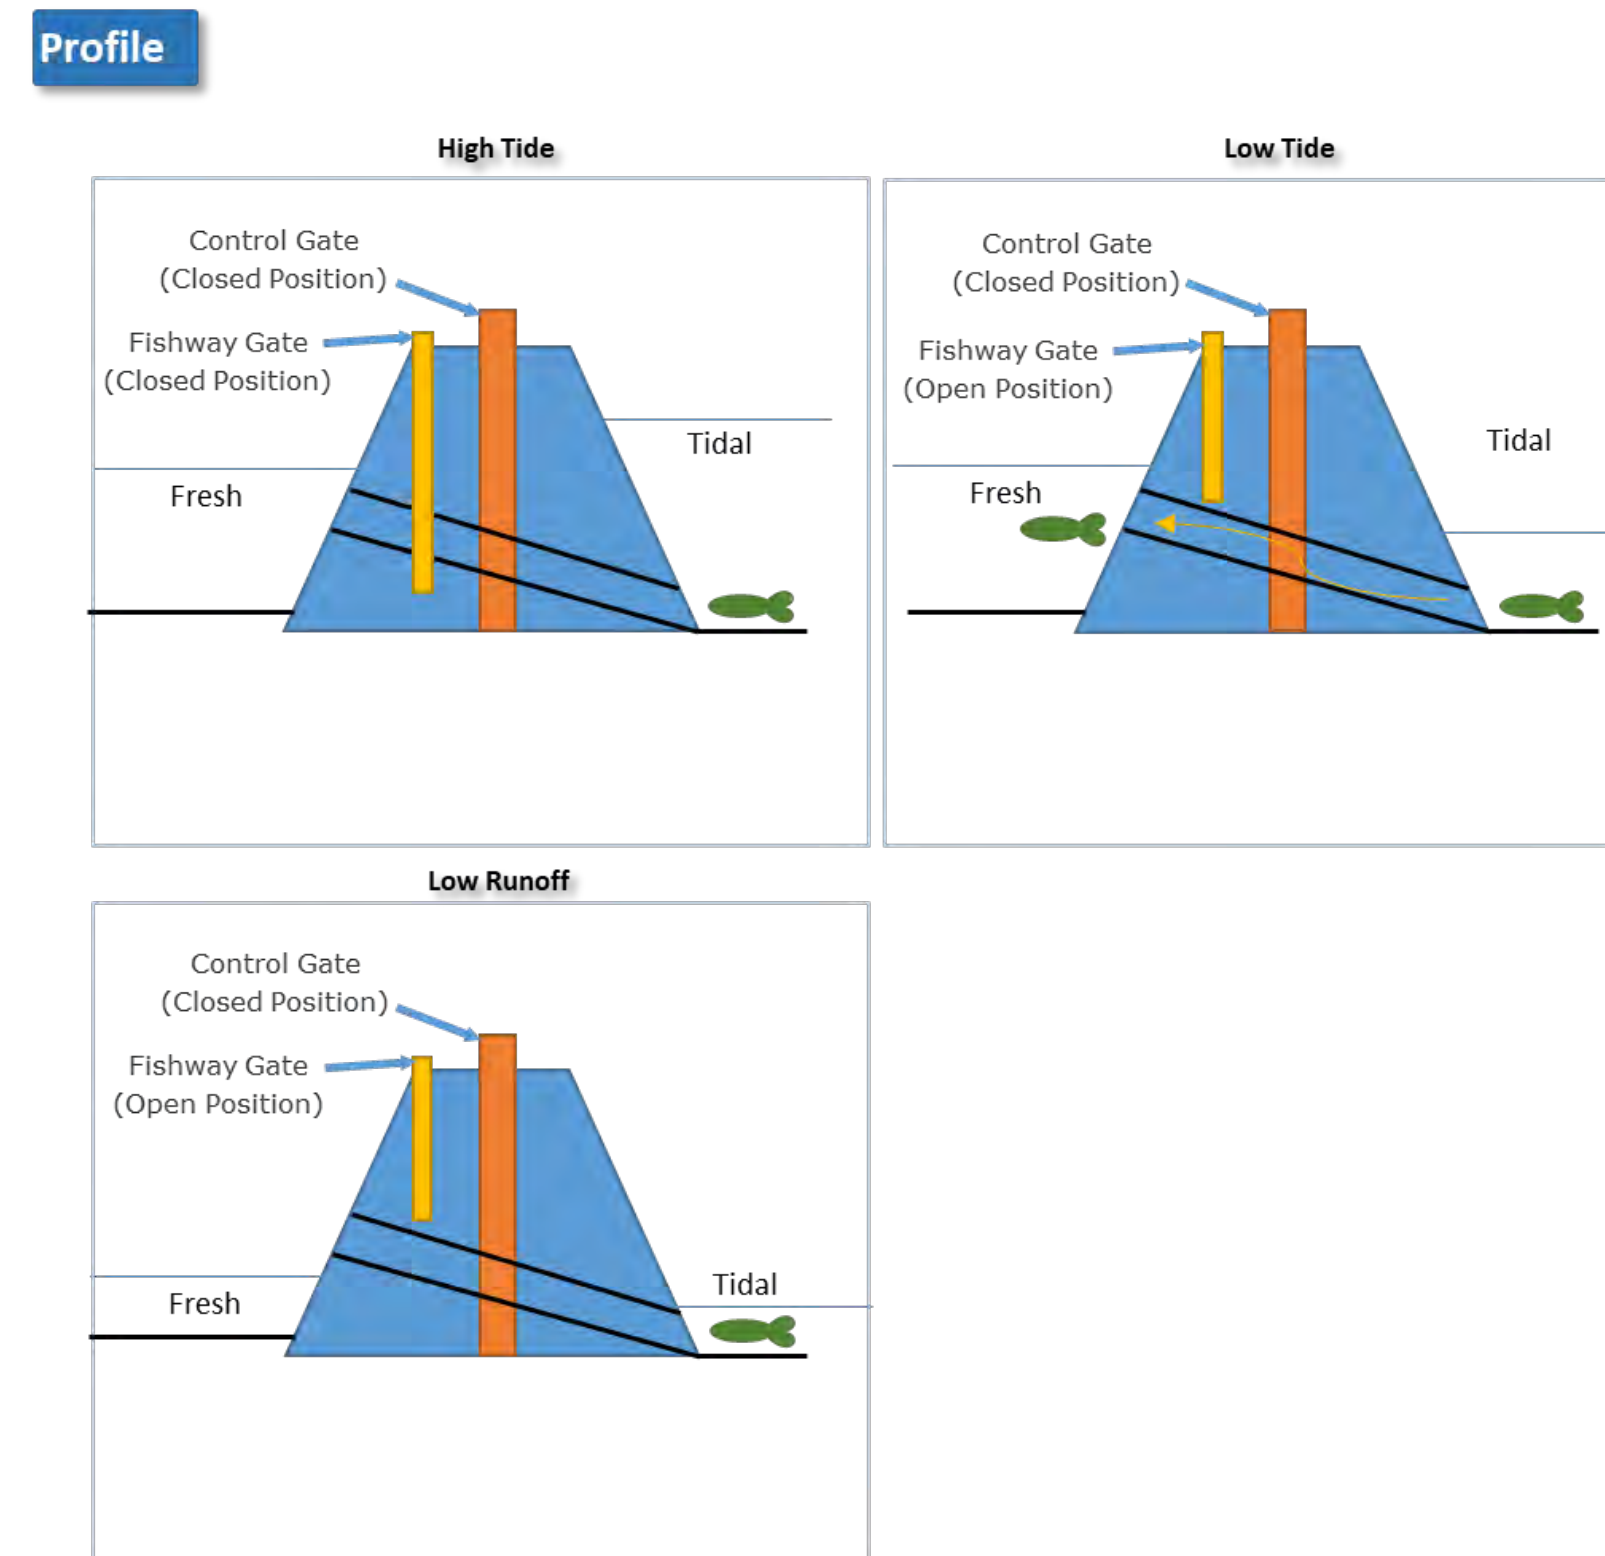 Profile
High Tide
Control Gate
(Closed Position)
Fishway Gate
(Closed Position)
Tidal
Fresh
Low Tide
Control Gate
(Closed Position)
Fishway Gate
(Open Position)
Tidal
Fresh
Low Runoff
Control Gate
(Closed Position)
Fishway Gate
(Open Position)
Tidal
Fresh